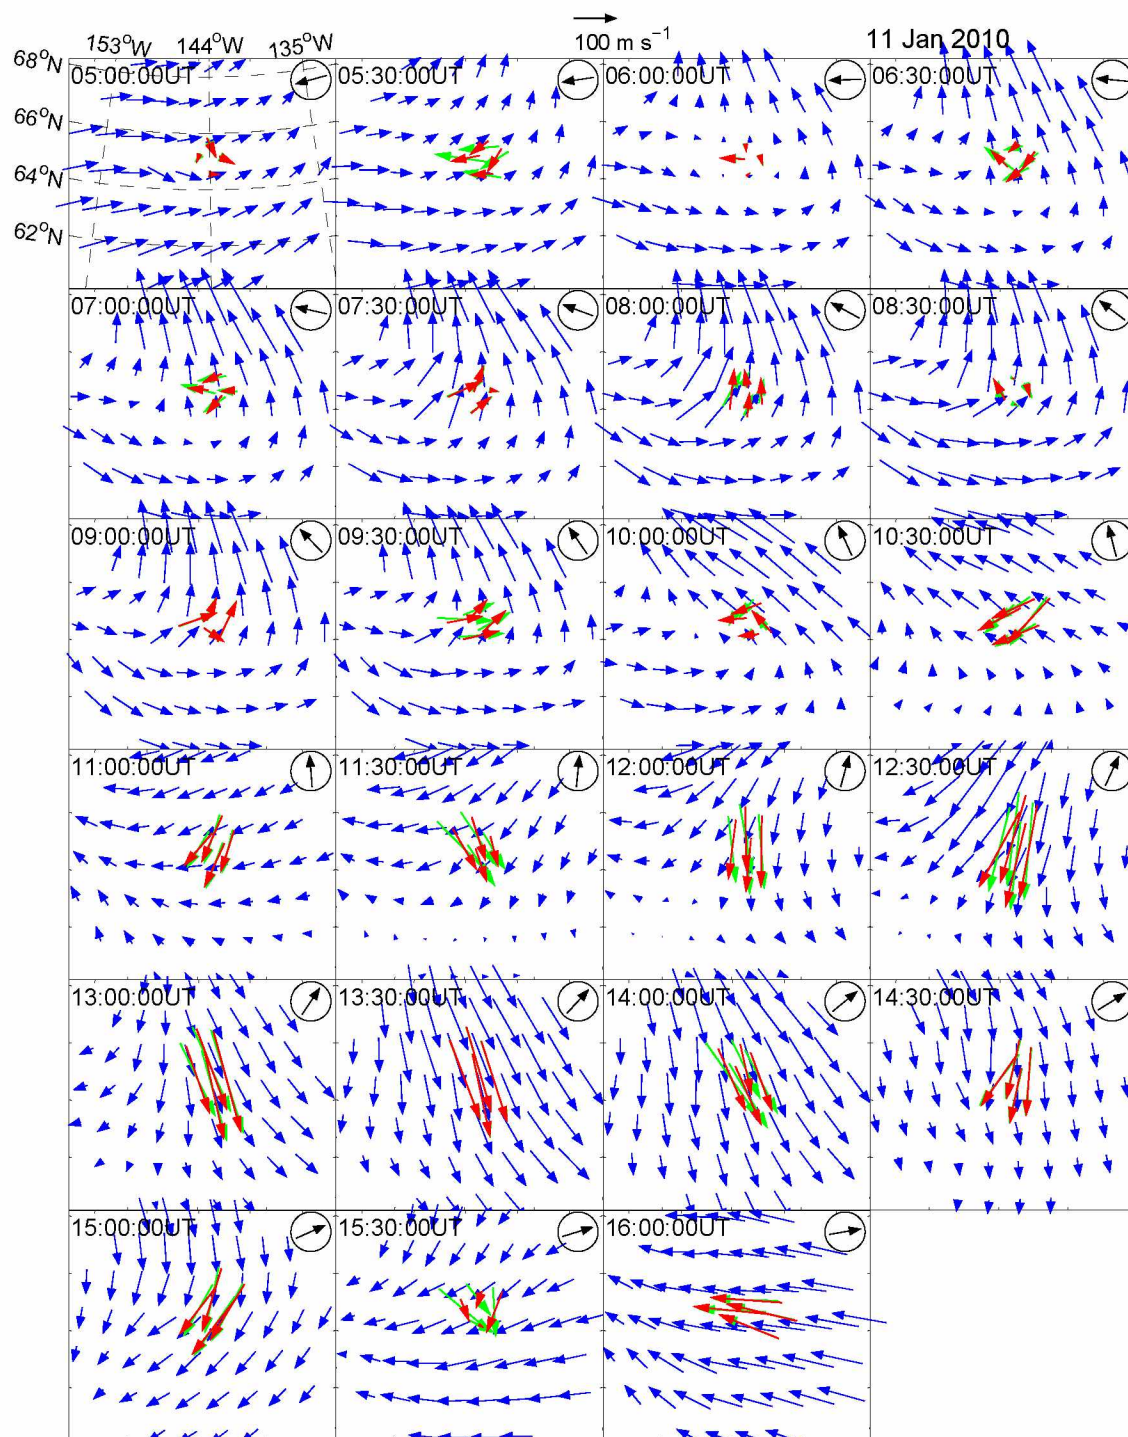 100 m s⁻¹
11 Jan 2010
153°W 144°W 135°W
68°N
66°N
64°N
62°N
05:00:00UT 05:30:00UT 06:00:00UT 06:30:00UT
07:00:00UT 07:30:00UT 08:00:00UT 08:30:00UT
09:00:00UT 09:30:00UT 10:00:00UT 10:30:00UT
11:00:00UT 11:30:00UT 12:00:00UT 12:30:00UT
13:00:00UT 13:30:00UT 14:00:00UT 14:30:00UT
15:00:00UT 15:30:00UT 16:00:00UT